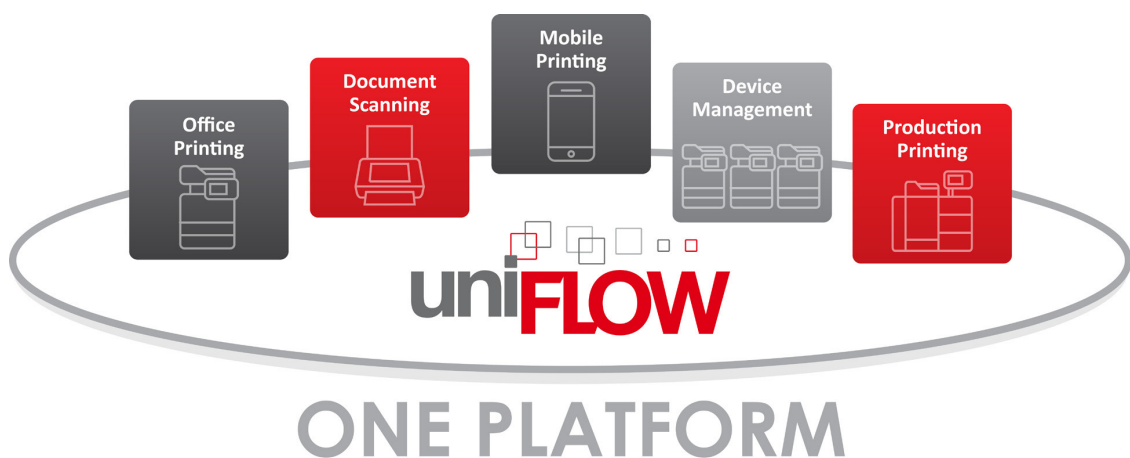 Office
Printing
Document
Scanning
Mobile
Printing
Device
Management
Production
Printing
uniFLOW
ONE PLATFORM